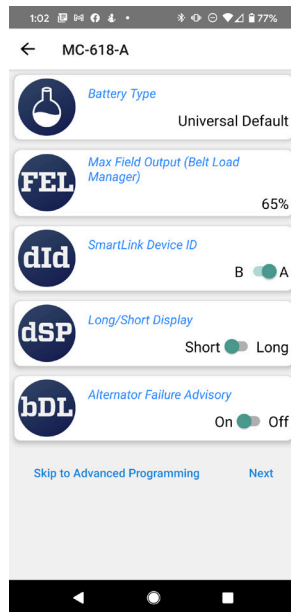 1:02 77%
MC-618-A
Battery Type
Universal Default
FEL
Max Field Output (Belt Load
Manager)
65%
dId
SmartLink Device ID
B A
dSP
Long/Short Display
Short Long
bDL
Alternator Failure Advisory
On Off
Skip to Advanced Programming Next